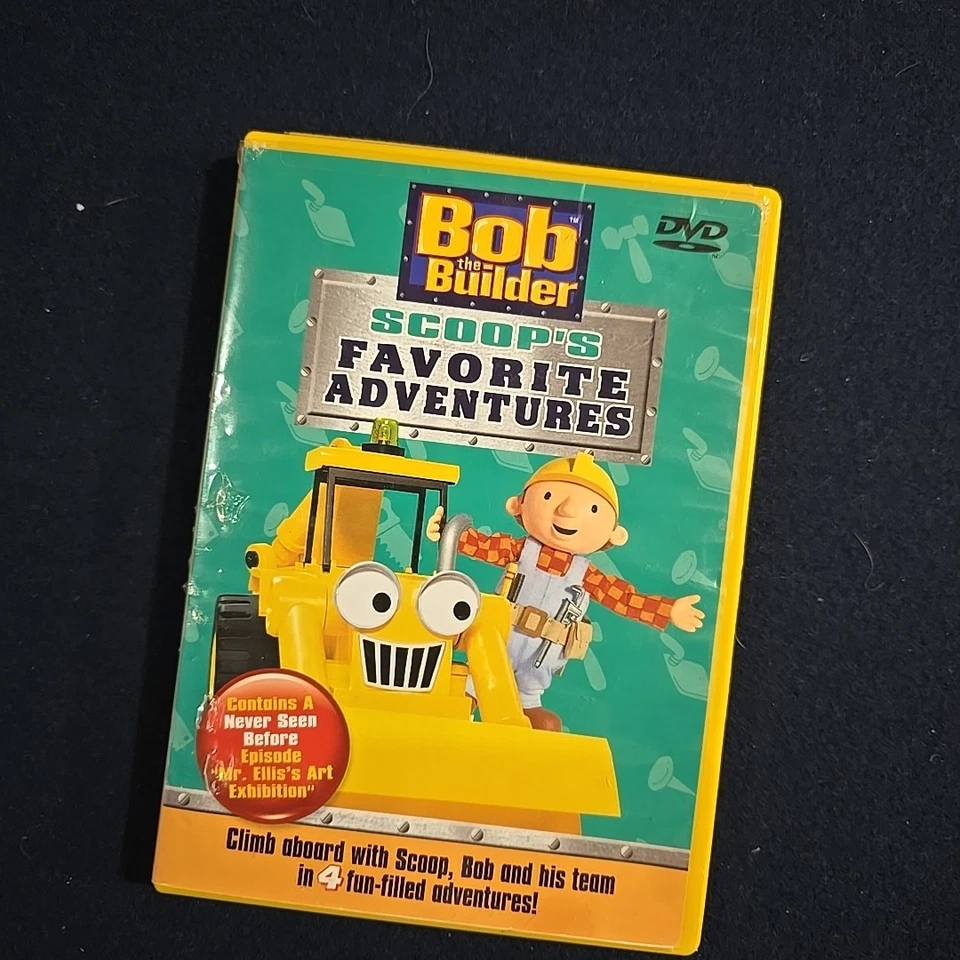 Bob™
the
Builder
DVD
SCOOP'S
FAVORITE
ADVENTURES
Contains A
Never Seen
Before
Episode
"Mr. Ellis's Art
Exhibition"
Climb aboard with Scoop, Bob and his team
in 4 fun-filled adventures!